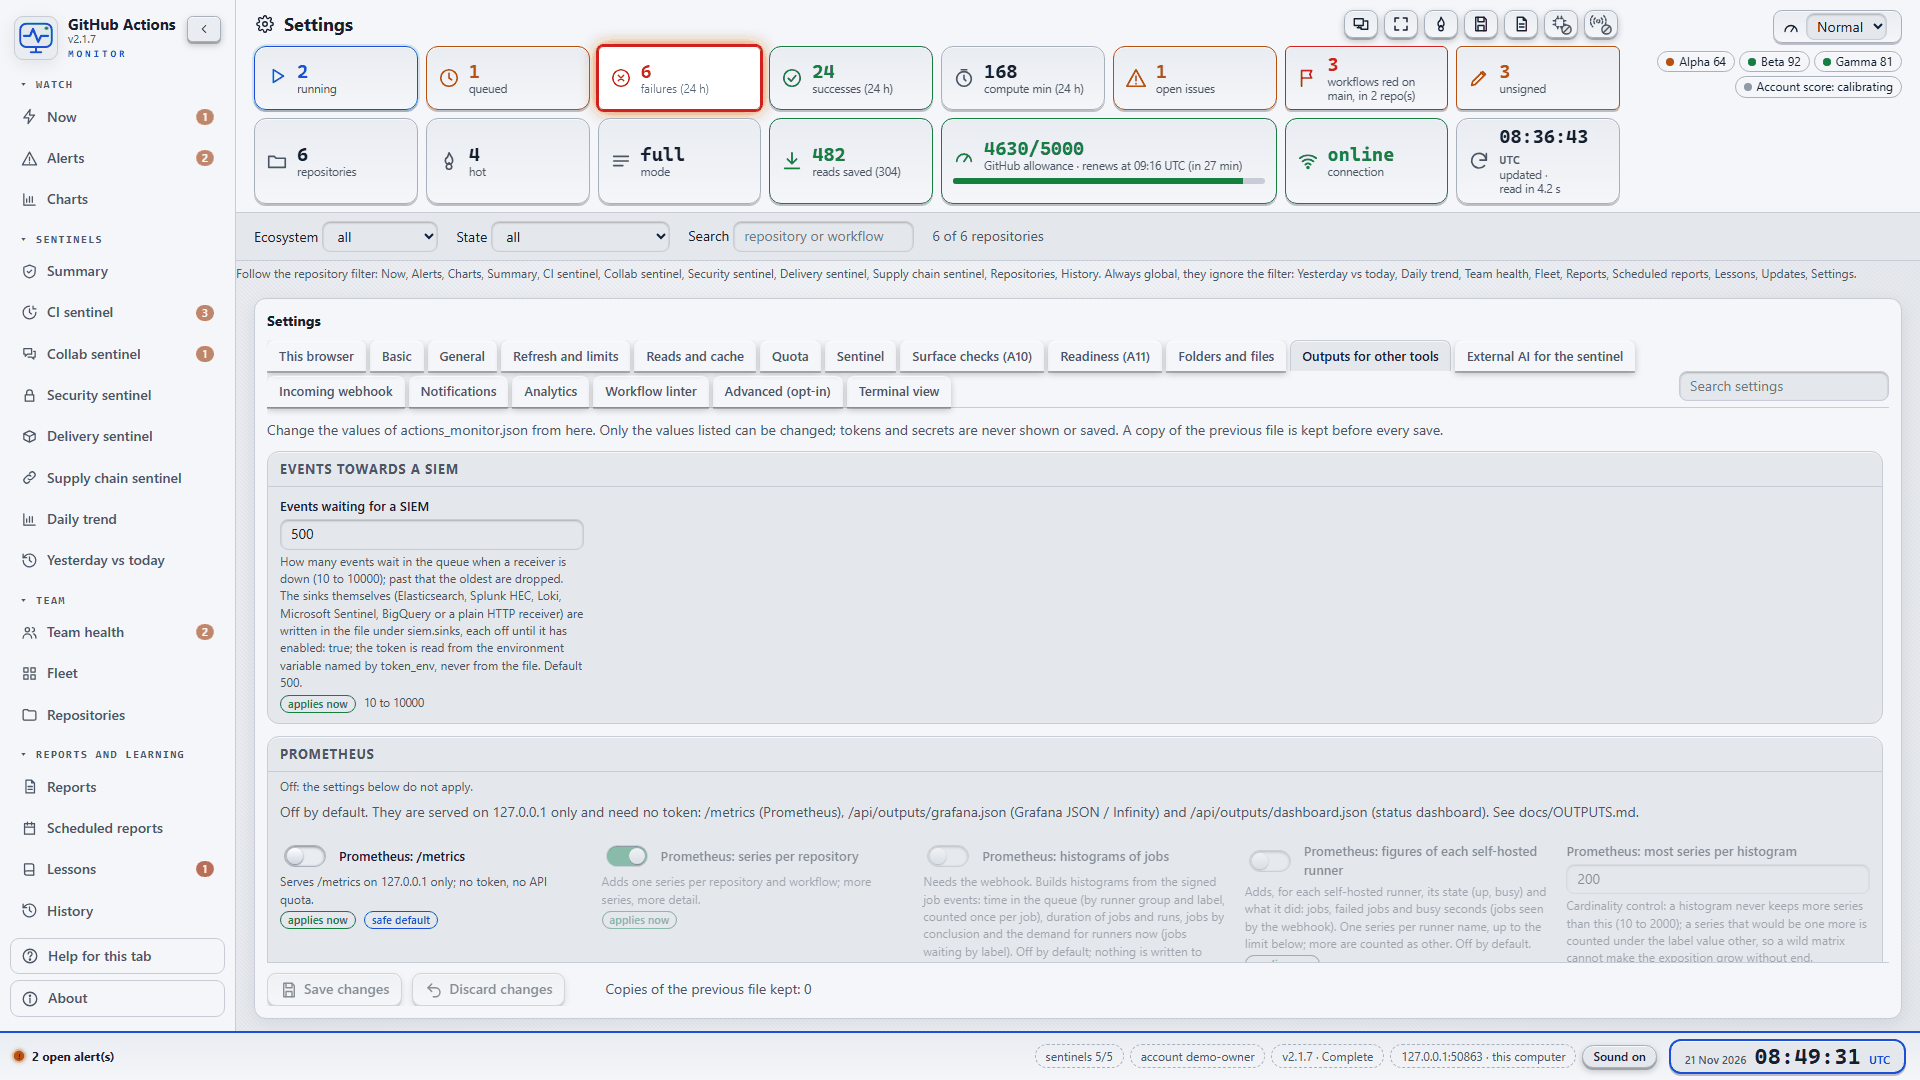 GitHub Actions
v2.1.7
MONITOR
WATCH
Now 1
Alerts 2
Charts
SENTINELS
Summary
CI sentinel 3
Collab sentinel 1
Security sentinel
Delivery sentinel
Supply chain sentinel
Daily trend
Yesterday vs today
TEAM
Team health 2
Fleet
Repositories
REPORTS AND LEARNING
Reports
Scheduled reports
Lessons 1
History
Help for this tab
About
Settings
Normal
Alpha 64
Beta 92
Gamma 81
Account score: calibrating
2
running
1
queued
6
failures (24 h)
24
successes (24 h)
168
compute min (24 h)
1
open issues
3
workflows red on
main, in 2 repo(s)
3
unsigned
6
repositories
4
hot
full
mode
482
reads saved (304)
4630/5000
GitHub allowance · renews at 09:16 UTC (in 27 min)
online
connection
08:36:43
UTC
updated ·
read in 4.2 s
Ecosystem all State all Search repository or workflow 6 of 6 repositories
Follow the repository filter: Now, Alerts, Charts, Summary, CI sentinel, Collab sentinel, Security sentinel, Delivery sentinel, Supply chain sentinel, Repositories, History. Always global, they ignore the filter: Yesterday vs today, Daily trend, Team health, Fleet, Reports, Scheduled reports, Lessons, Updates, Settings.
Settings
This browser Basic General Refresh and limits Reads and cache Quota Sentinel Surface checks (A10) Readiness (A11) Folders and files Outputs for other tools External AI for the sentinel
Incoming webhook Notifications Analytics Workflow linter Advanced (opt-in) Terminal view
Search settings
Change the values of actions_monitor.json from here. Only the values listed can be changed; tokens and secrets are never shown or saved. A copy of the previous file is kept before every save.
EVENTS TOWARDS A SIEM
Events waiting for a SIEM
500
How many events wait in the queue when a receiver is
down (10 to 10000); past that the oldest are dropped.
The sinks themselves (Elasticsearch, Splunk HEC, Loki,
Microsoft Sentinel, BigQuery or a plain HTTP receiver) are
written in the file under siem.sinks, each off until it has
enabled: true; the token is read from the environment
variable named by token_env, never from the file. Default
500.
applies now 10 to 10000
PROMETHEUS
Off: the settings below do not apply.
Off by default. They are served on 127.0.0.1 only and need no token: /metrics (Prometheus), /api/outputs/grafana.json (Grafana JSON / Infinity) and /api/outputs/dashboard.json (status dashboard). See docs/OUTPUTS.md.
Prometheus: /metrics
Serves /metrics on 127.0.0.1 only; no token, no API
quota.
applies now safe default
Prometheus: series per repository
Adds one series per repository and workflow; more
series, more detail.
applies now
Prometheus: histograms of jobs
Needs the webhook. Builds histograms from the signed
job events: time in the queue (by runner group and label,
counted once per job), duration of jobs and runs, jobs by
conclusion and the demand for runners now (jobs
waiting by label). Off by default; nothing is written to
Prometheus: figures of each self-hosted
runner
Adds, for each self-hosted runner, its state (up, busy) and
what it did: jobs, failed jobs and busy seconds (jobs seen
by the webhook). One series per runner name, up to the
limit below; more are counted as other. Off by default.
Prometheus: most series per histogram
200
Cardinality control: a histogram never keeps more series
than this (10 to 2000); a series that would be one more is
counted under the label value other, so a wild matrix
cannot make the exposition grow without end.
Save changes Discard changes Copies of the previous file kept: 0
2 open alert(s)
sentinels 5/5 account demo-owner v2.1.7 · Complete 127.0.0.1:50863 · this computer Sound on 21 Nov 2026 08:49:31 UTC